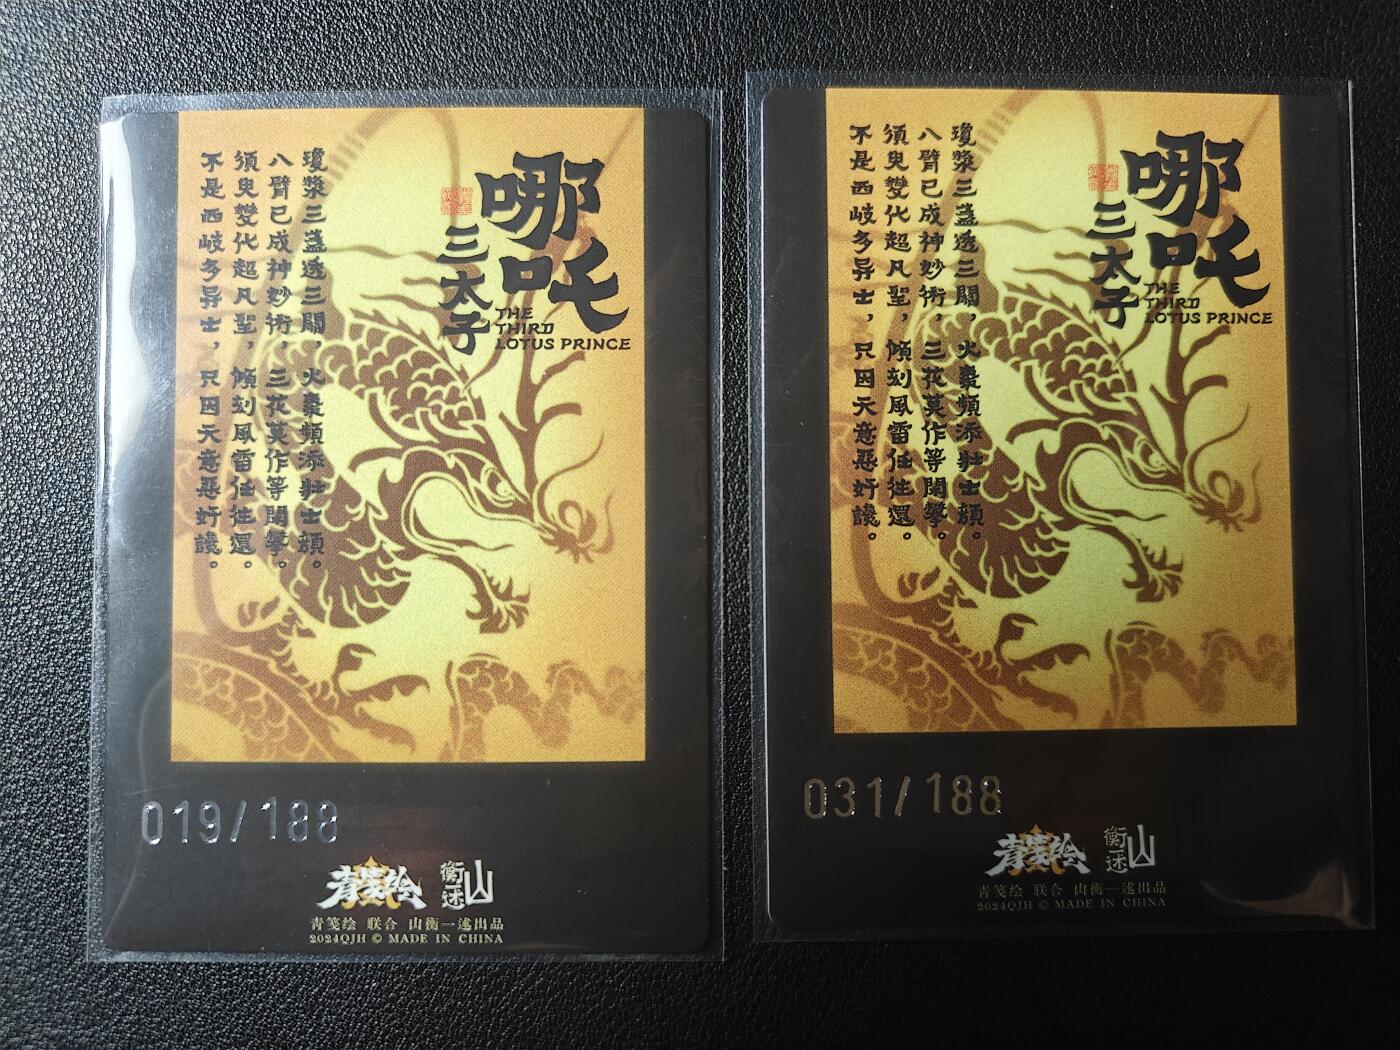 哪吒
三太子
THE
THIRD
LOTUS PRINCE
瓊漿三盞透三關，火棗頻添壯士顏。
八臂已成神妙術，三花莫作等閑攀。
須臾變化超凡聖，傾刻風雷任往還。
不是西岐多异士，只因天意惡奸讒。
019/188
青笺绘
山衡一述
青笺绘 联合 山衡一述出品
2024QJH © MADE IN CHINA
哪吒
三太子
THE
THIRD
LOTUS PRINCE
瓊漿三盞透三關，火棗頻添壯士顏。
八臂已成神妙術，三花莫作等閑攀。
須臾變化超凡聖，傾刻風雷任往還。
不是西岐多异士，只因天意惡奸讒。
031/188
青笺绘
山衡一述
青笺绘 联合 山衡一述出品
2024QJH © MADE IN CHINA